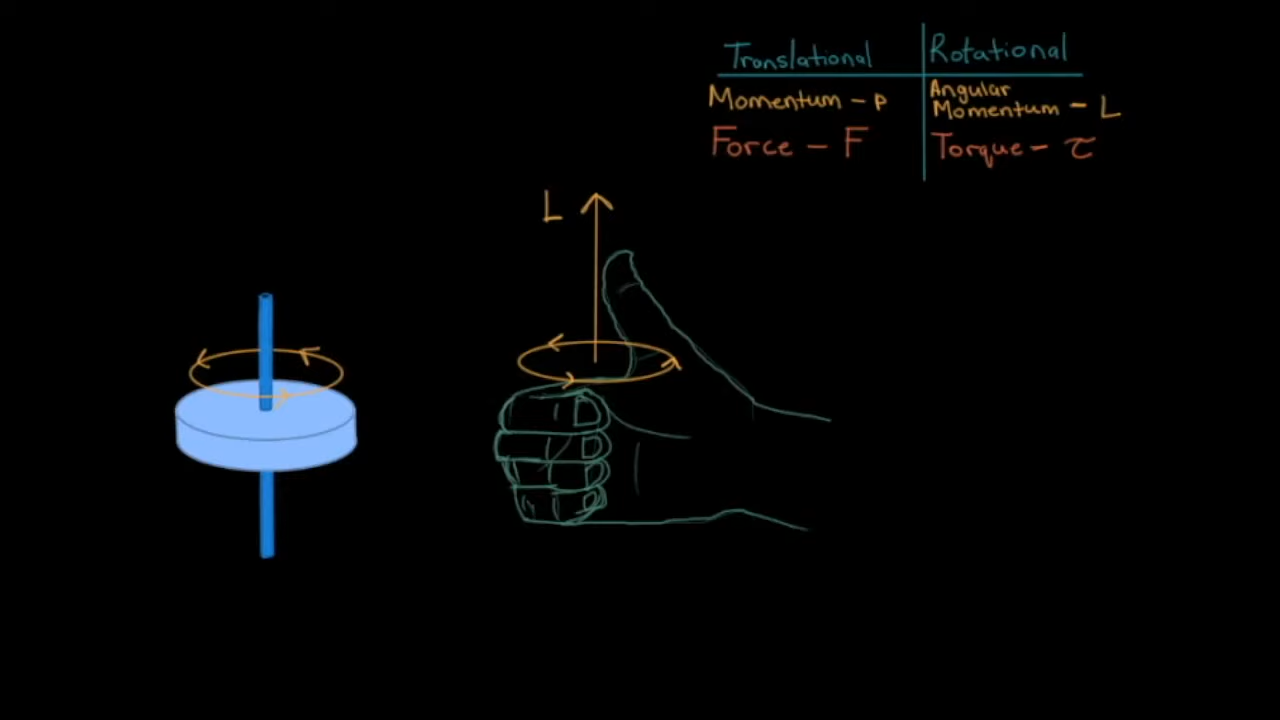 Translational Rotational
Momentum - p Angular Momentum - L
Force - F Torque - τ
L